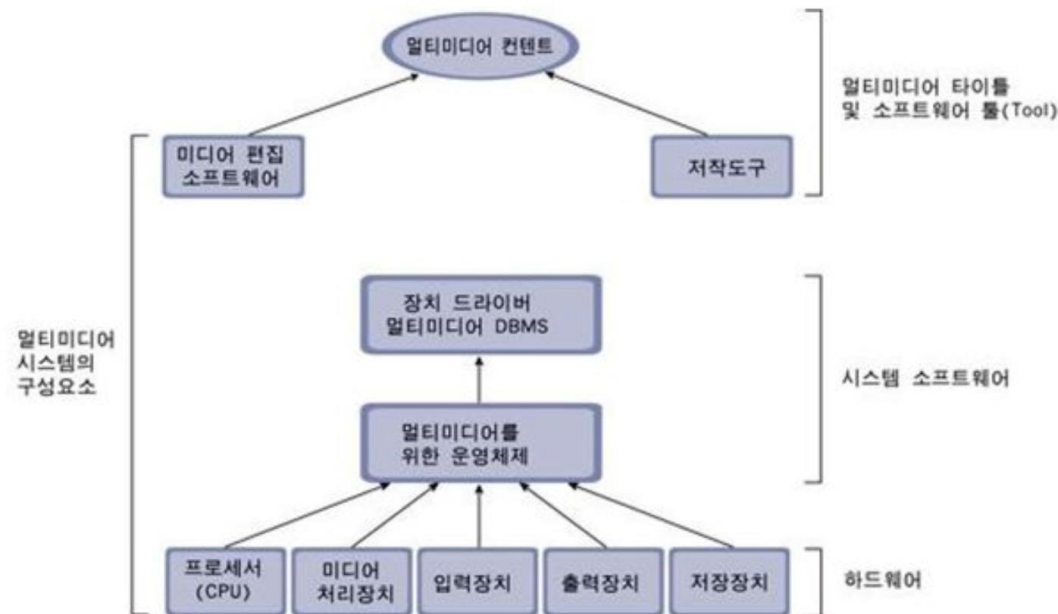 멀티미디어 컨텐트
멀티미디어 타이틀
및 소프트웨어 툴(Tool)
미디어 편집
소프트웨어
저작도구
장치 드라이버
멀티미디어 DBMS
멀티미디어
시스템의
구성요소
시스템 소프트웨어
멀티미디어를
위한 운영체제
프로세서
(CPU)
미디어
처리장치
입력장치
출력장치
저장장치
하드웨어